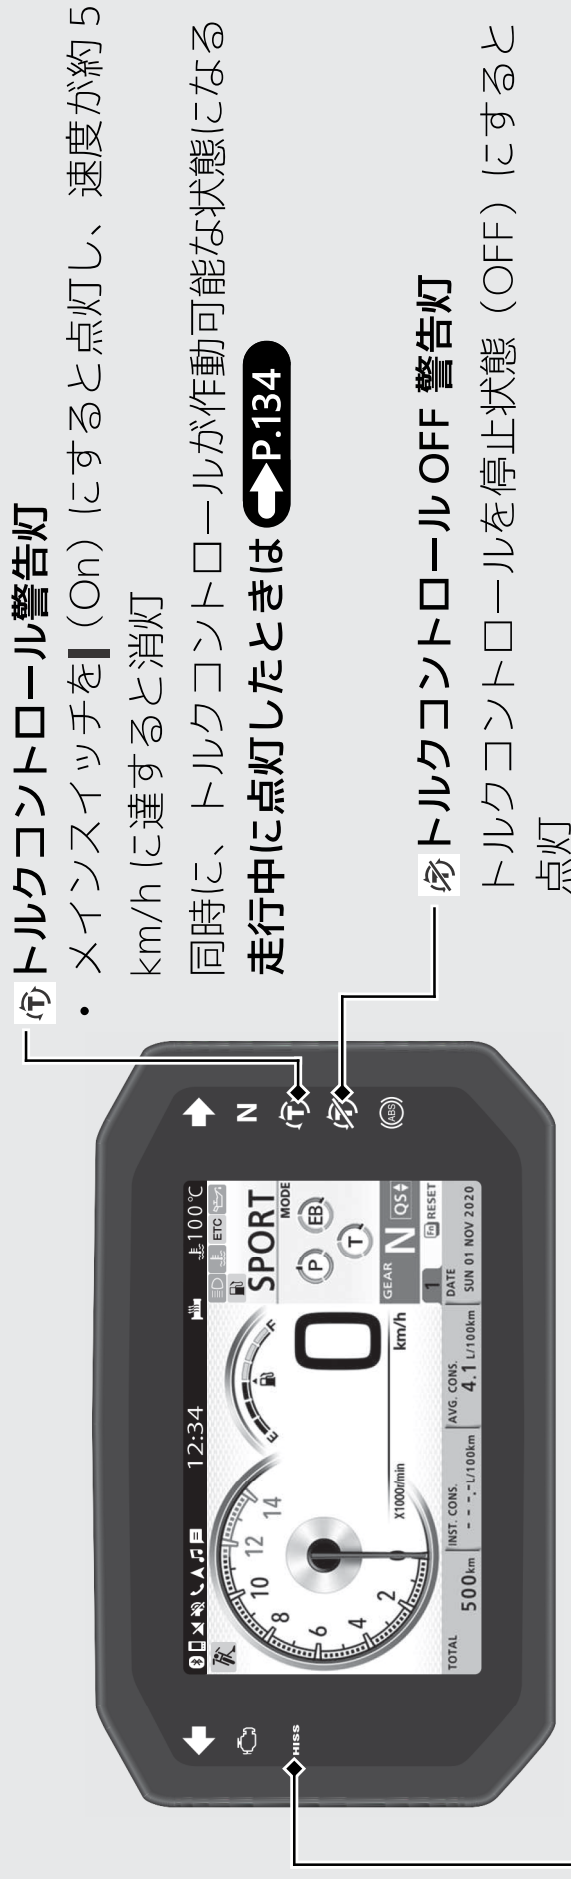 トルクコントロール警告灯
• メインスイッチを（On）にすると点灯し、速度が約 5
km/h に達すると消灯
同時に、トルクコントロールが作動可能な状態になる
走行中に点灯したときは P.134
トルクコントロール OFF 警告灯
トルクコントロールを停止状態（OFF）にすると
点灯
HISS
12:34
100℃
ETC
E
F
SPORT
MODE
P
EB
T
2
4
6
8
10
12
14
0
X1000r/min
0
km/h
GEAR
N
QS
1
Fn RESET
TOTAL
500km
INST. CONS.
- - -.-L/100km
AVG. CONS.
4.1 L/100km
DATE
SUN 01 NOV 2020
N
T
T
ABS